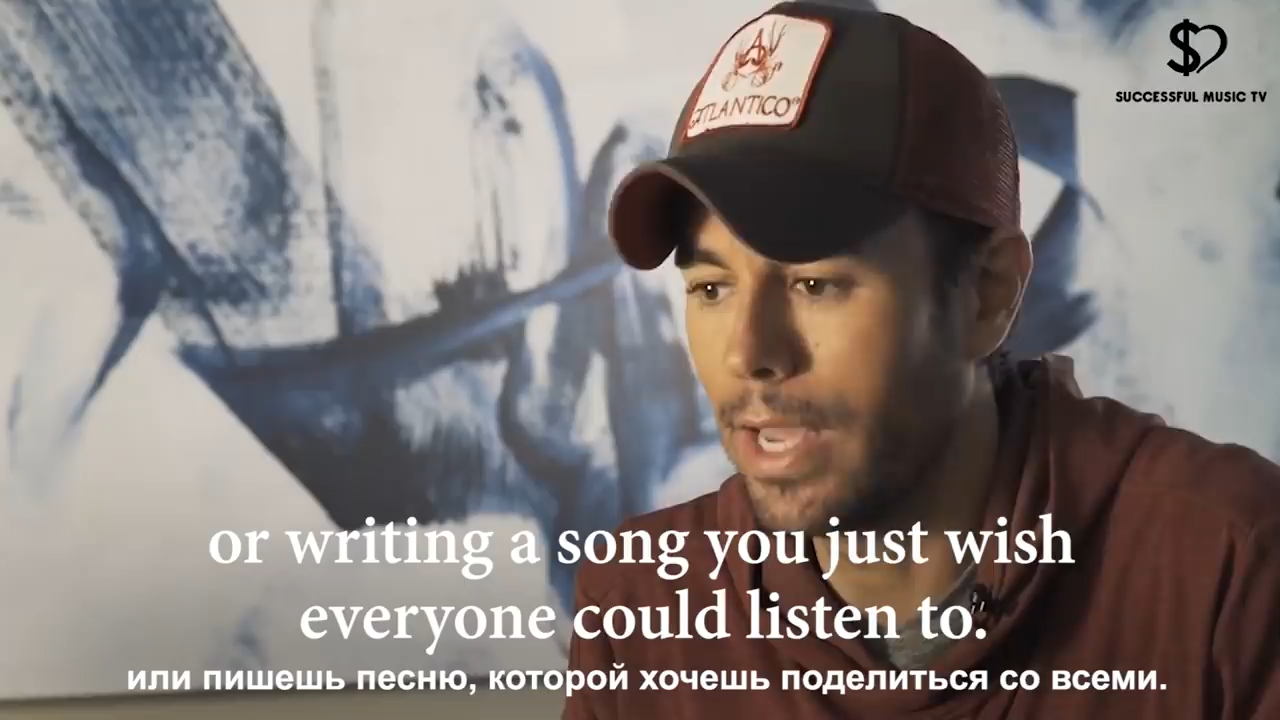 SUCCESSFUL MUSIC TV
ATLANTICO
or writing a song you just wish
everyone could listen to.
или пишешь песню, которой хочешь поделиться со всеми.